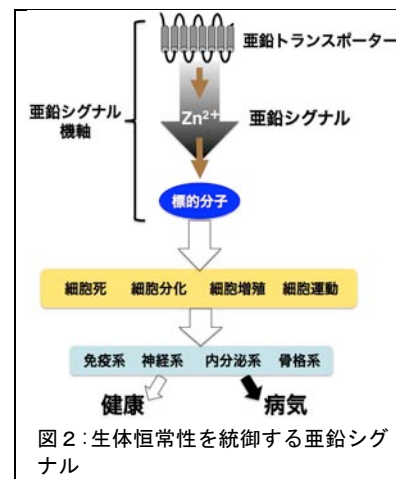 亜鉛トランスポーター
亜鉛シグナル
機軸
Zn²⁺
亜鉛シグナル
標的分子
細胞死 細胞分化 細胞増殖 細胞運動
免疫系 神経系 内分泌系 骨格系
健康 病気
図2:生体恒常性を統御する亜鉛シグ
ナル